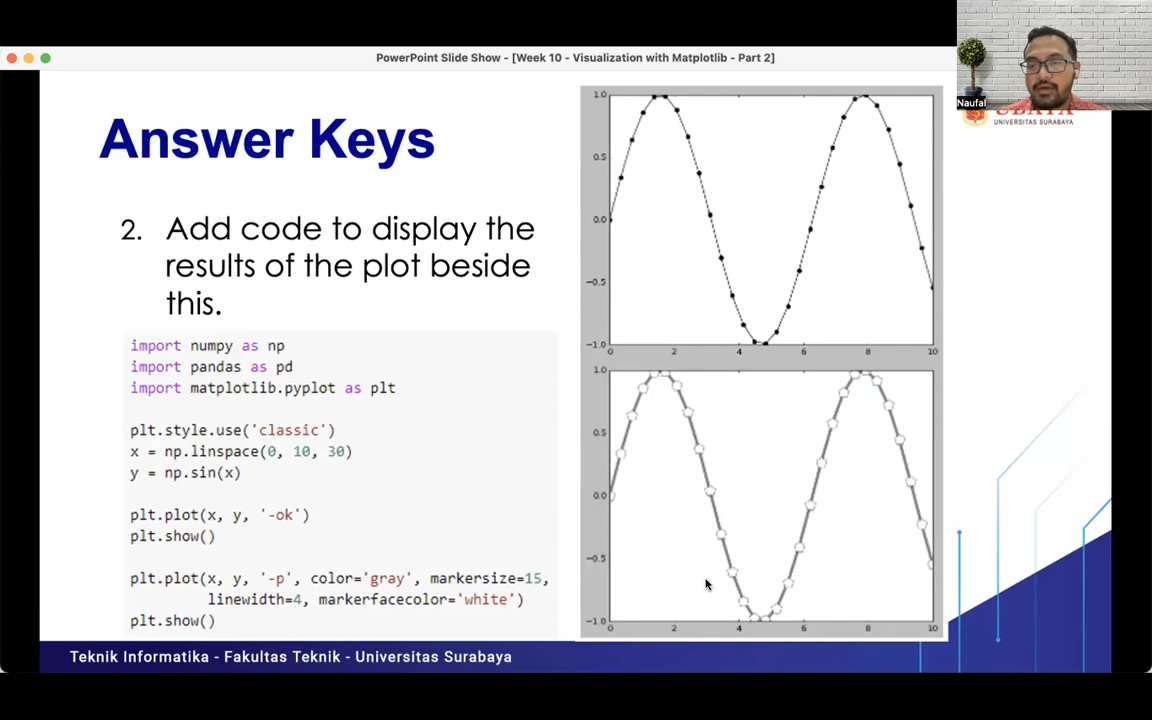 PowerPoint Slide Show - [Week 10 - Visualization with Matplotlib - Part 2]
Naufal
UNIVERSITAS SURABAYA
Answer Keys
2. Add code to display the
results of the plot beside
this.
import numpy as np
import pandas as pd
import matplotlib.pyplot as plt
plt.style.use('classic')
x = np.linspace(0, 10, 30)
y = np.sin(x)
plt.plot(x, y, '-ok')
plt.show()
plt.plot(x, y, '-p', color='gray', markersize=15,
linewidth=4, markerfacecolor='white')
plt.show()
1.0
0.5
0.0
−0.5
−1.0
0 2 4 6 8 10
1.0
0.5
0.0
−0.5
−1.0
0 2 4 6 8 10
Teknik Informatika - Fakultas Teknik - Universitas Surabaya